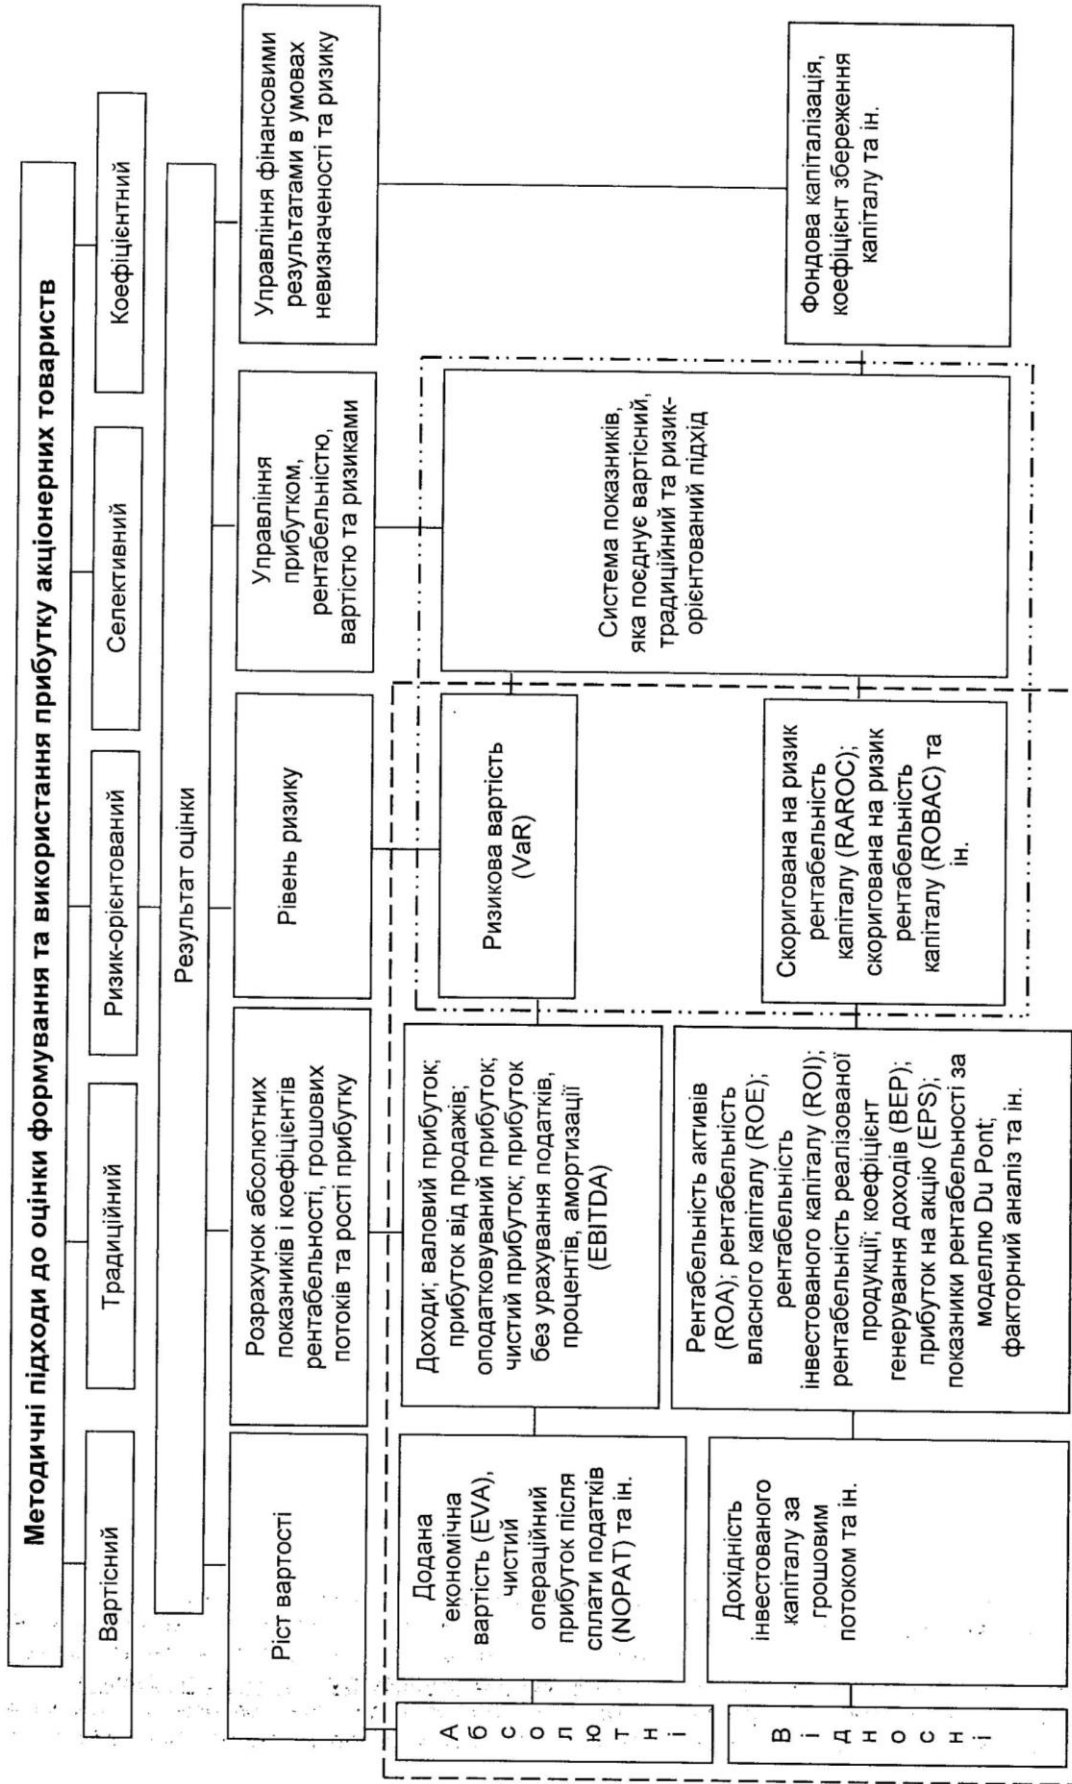 Методичні підходи до оцінки формування та використання прибутку акціонерних товариств
Вартісний
Традиційний
Ризик-орієнтований
Селективний
Коефіцієнтний
Результат оцінки
Ріст вартості
Розрахунок абсолютних
показників і коефіцієнтів
рентабельності, грошових
потоків та рості прибутку
Рівень ризику
Управління
прибутком,
рентабельністю,
вартістю та ризиками
Управління фінансовими
результатами в умовах
невизначеності та ризику
Абсолютні
Додана
економічна
вартість (EVA),
чистий
операційний
прибуток після
сплати податків
(NOPAT) та ін.
Доходи; валовий прибуток;
прибуток від продажів;
оподатковуваний прибуток;
чистий прибуток; прибуток
без урахування податків,
процентів, амортизації
(EBITDA)
Ризикова вартість
(VaR)
Система показників,
яка поєднує вартісний,
традиційний та ризик-
орієнтований підхід
Відносні
Дохідність
інвестованого
капіталу за
грошовим
потоком та ін.
Рентабельність активів
(ROA); рентабельність
власного капіталу (ROE);
рентабельність
інвестованого капіталу (ROI);
рентабельність реалізованої
продукції; коефіцієнт
генерування доходів (BEP);
прибуток на акцію (EPS);
показники рентабельності за
моделлю Du Pont;
факторний аналіз та ін.
Скоригована на ризик
рентабельність
капіталу (RAROC);
скоригована на ризик
рентабельність
капіталу (ROBAC) та
ін.
Фондова капіталізація,
коефіцієнт збереження
капіталу та ін.